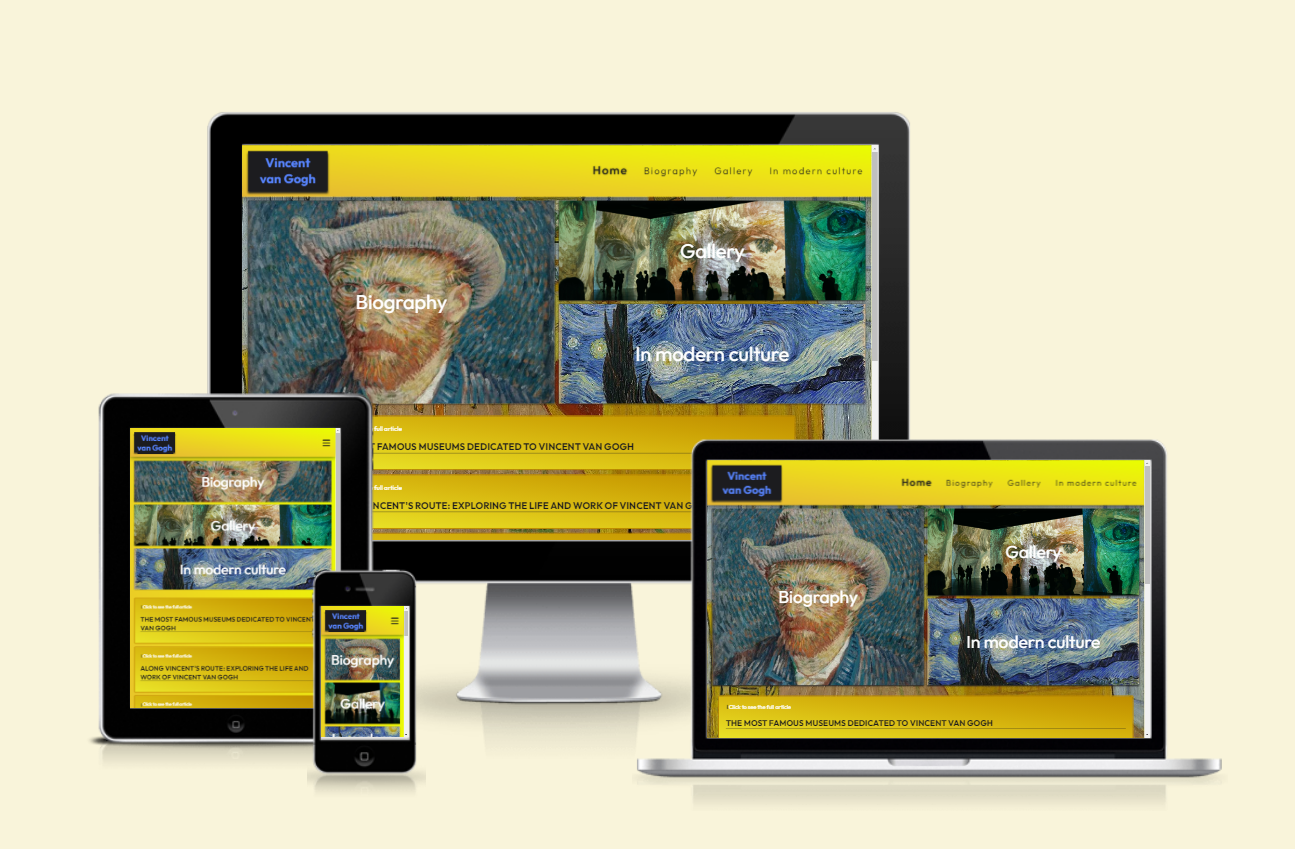 Vincent
van Gogh
Home Biography Gallery In modern culture
Biography
Gallery
In modern culture
full article
FAMOUS MUSEUMS DEDICATED TO VINCENT VAN GOGH
full article
NCENT'S ROUTE: EXPLORING THE LIFE AND WORK OF VINCENT VAN G
Vincent
van Gogh
Biography
Gallery
In modern culture
Click to see the full article
THE MOST FAMOUS MUSEUMS DEDICATED TO VINCENT
VAN GOGH
Click to see the full article
ALONG VINCENT'S ROUTE: EXPLORING THE LIFE AND
WORK OF VINCENT VAN GOGH
Click to see the full article
Vincent
van Gogh
Biography
Gallery
Vincent
van Gogh
Home Biography Gallery In modern culture
Biography
Gallery
In modern culture
Click to see the full article
THE MOST FAMOUS MUSEUMS DEDICATED TO VINCENT VAN GOGH